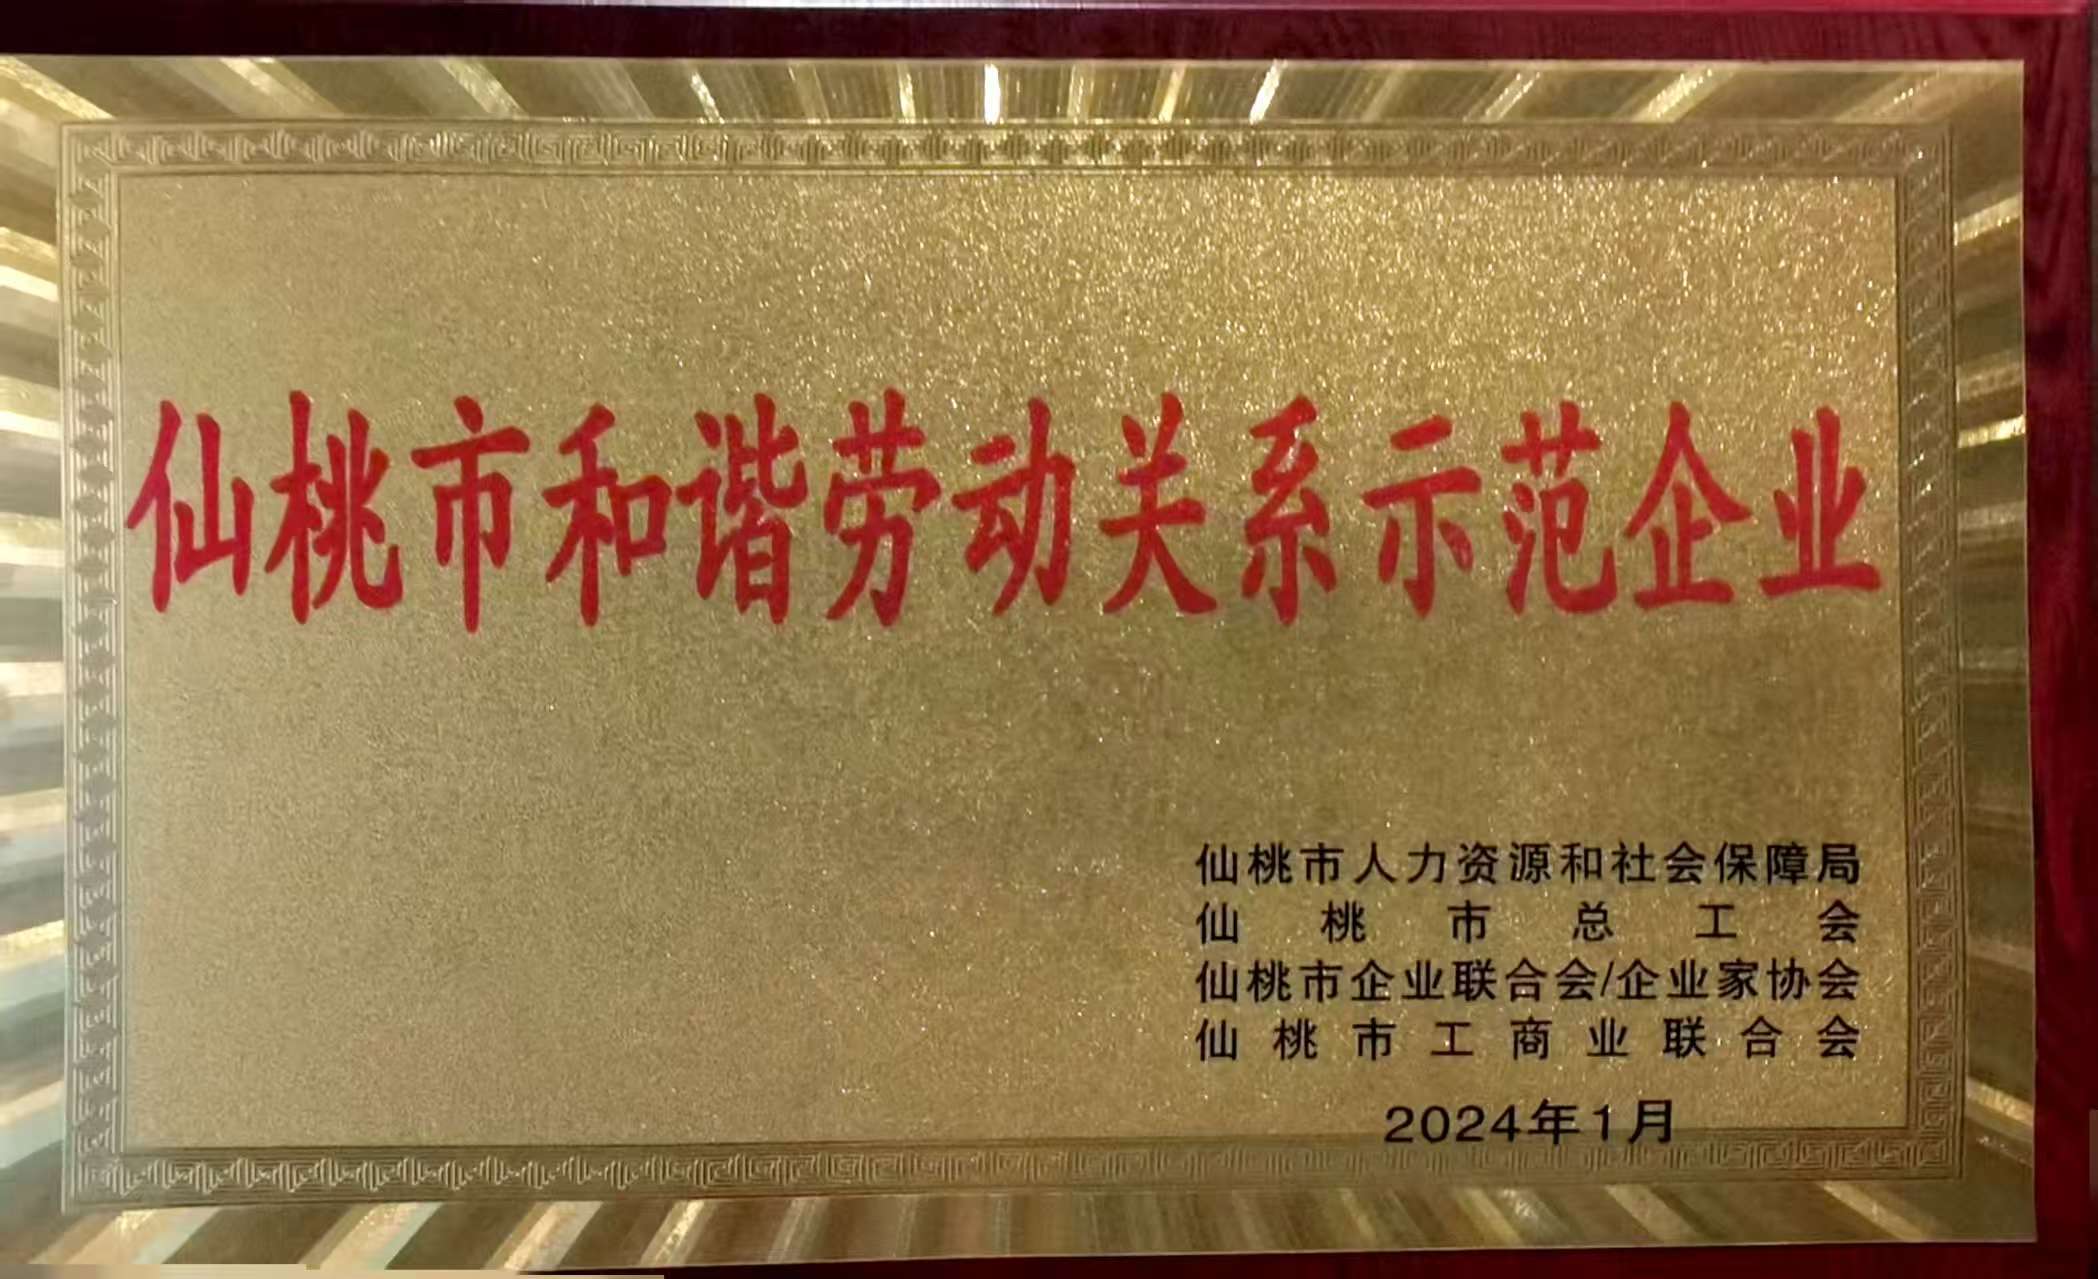 仙桃市和谐劳动关系示范企业
仙桃市人力资源和社会保障局
仙桃市总工会
仙桃市企业联合会/企业家协会
仙桃市工商业联合会
2024年1月